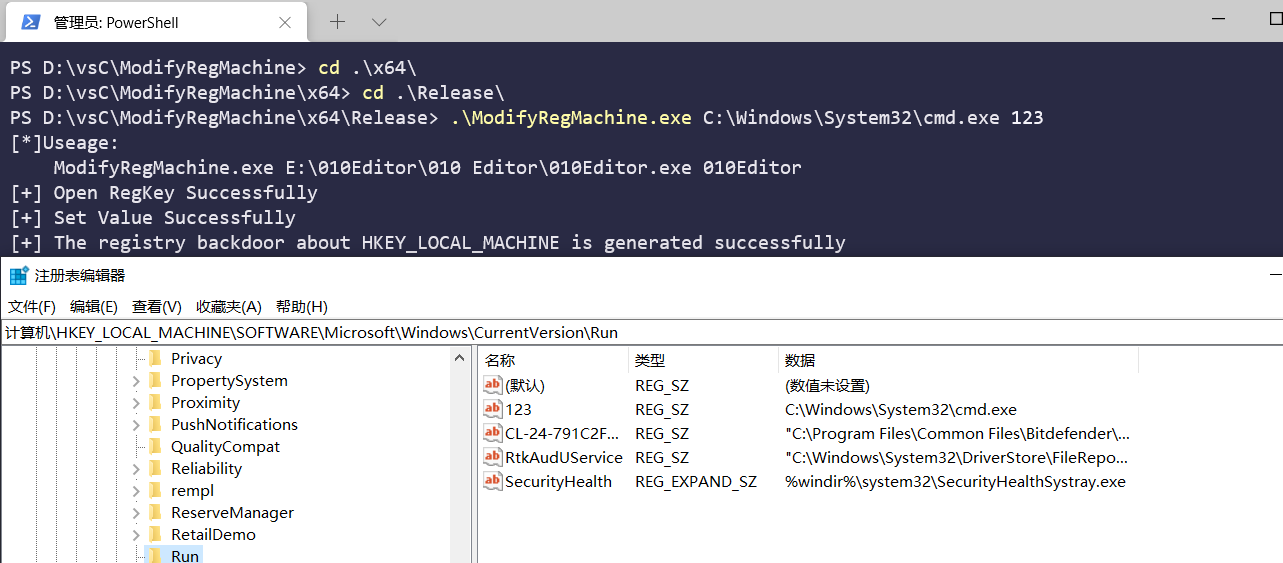 管理员: PowerShell
PS D:\vsC\ModifyRegMachine> cd .\x64\
PS D:\vsC\ModifyRegMachine\x64> cd .\Release\
PS D:\vsC\ModifyRegMachine\x64\Release> .\ModifyRegMachine.exe C:\Windows\System32\cmd.exe 123
[*]Useage:
ModifyRegMachine.exe E:\010Editor\010 Editor\010Editor.exe 010Editor
[+] Open RegKey Successfully
[+] Set Value Successfully
[+] The registry backdoor about HKEY_LOCAL_MACHINE is generated successfully
注册表编辑器
文件(F) 编辑(E) 查看(V) 收藏夹(A) 帮助(H)
计算机\HKEY_LOCAL_MACHINE\SOFTWARE\Microsoft\Windows\CurrentVersion\Run
Privacy
PropertySystem
Proximity
PushNotifications
QualityCompat
Reliability
rempl
ReserveManager
RetailDemo
Run
名称 类型 数据
(默认) REG_SZ (数值未设置)
123 REG_SZ C:\Windows\System32\cmd.exe
CL-24-791C2F... REG_SZ "C:\Program Files\Common Files\Bitdefender\...
RtkAudUService REG_SZ "C:\Windows\System32\DriverStore\FileRepo...
SecurityHealth REG_EXPAND_SZ %windir%\system32\SecurityHealthSystray.exe